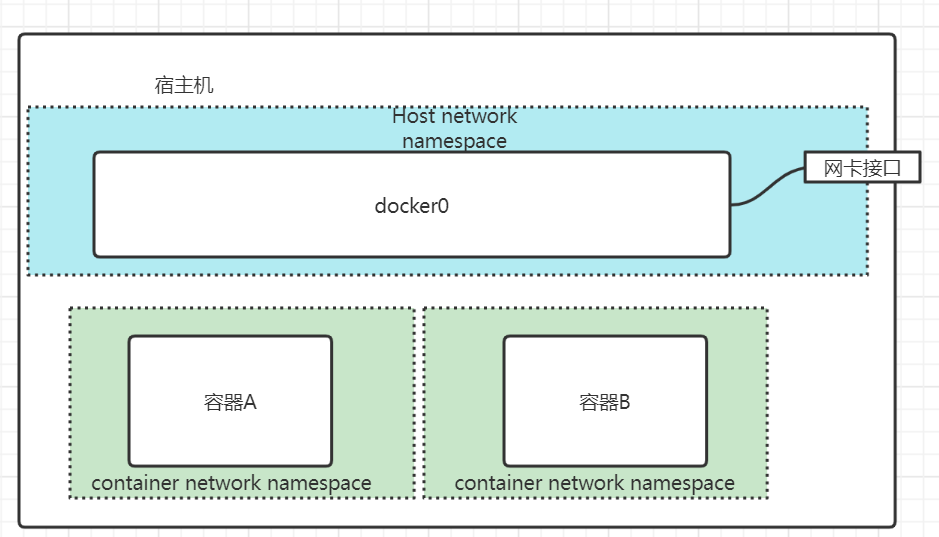 宿主机
Host network
namespace
网卡接口
docker0
容器A
容器B
container network namespace
container network namespace